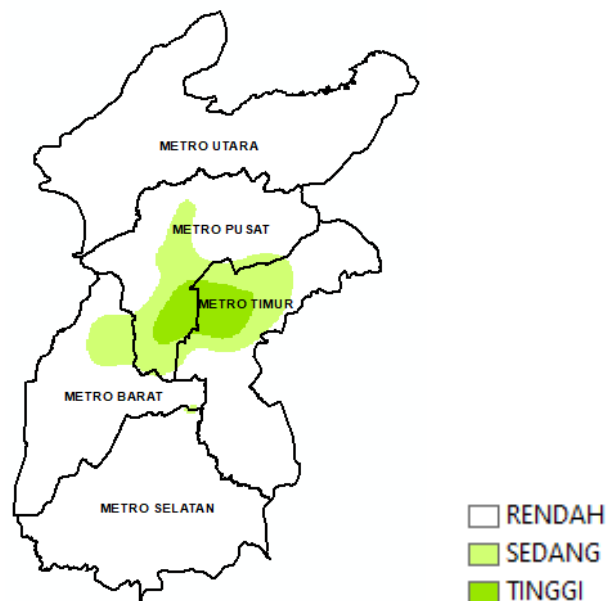 METRO UTARA
METRO PUSAT
METRO TIMUR
METRO BARAT
METRO SELATAN
RENDAH
SEDANG
TINGGI